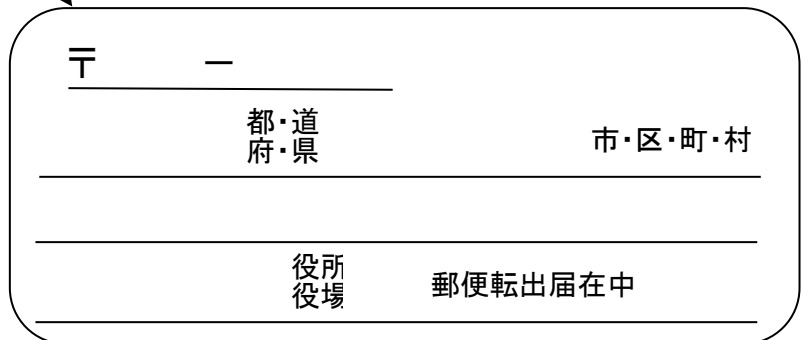 〒　　　－
都・道
府・県
市・区・町・村
役所
役場
郵便転出届在中